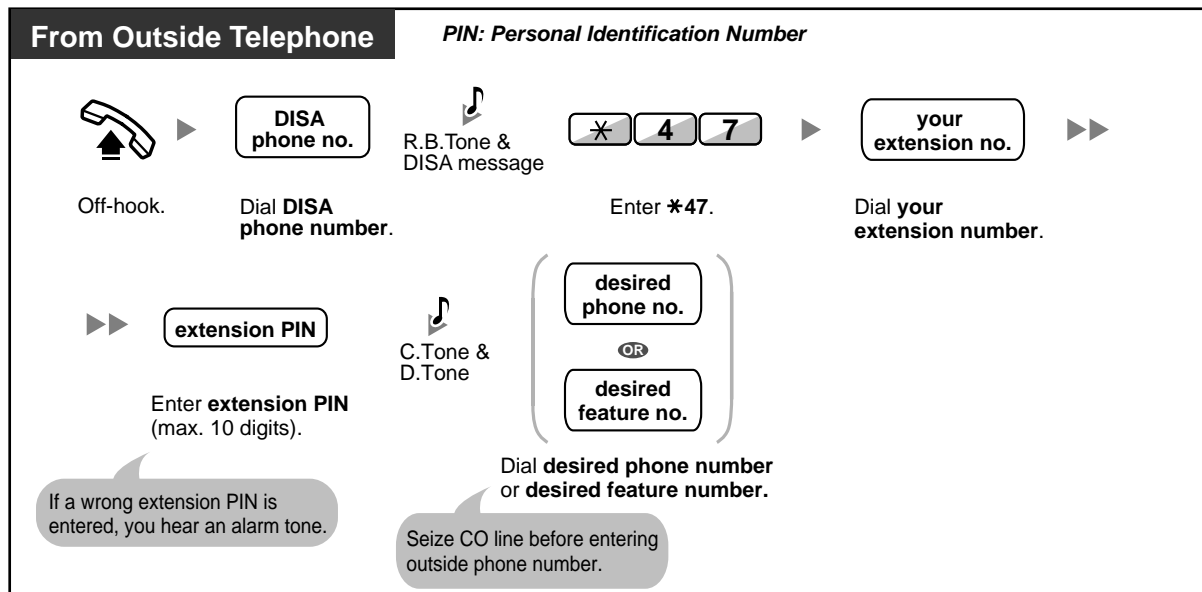 From Outside Telephone
PIN: Personal Identification Number
DISA
phone no.
R.B.Tone &
DISA message
✳ 4 7
your
extension no.
Off-hook.
Dial DISA
phone number.
Enter ✳47.
Dial your
extension number.
extension PIN
C.Tone &
D.Tone
desired
phone no.
OR
desired
feature no.
Enter extension PIN
(max. 10 digits).
Dial desired phone number
or desired feature number.
If a wrong extension PIN is
entered, you hear an alarm tone.
Seize CO line before entering
outside phone number.